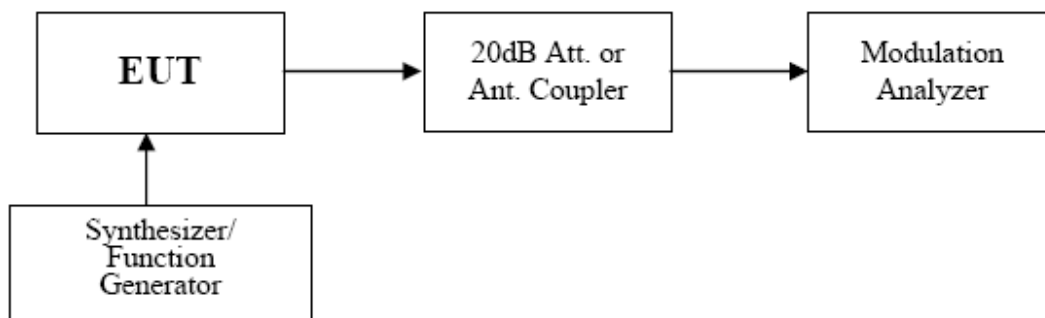 EUT
20dB Att. or
Ant. Coupler
Modulation
Analyzer
Synthesizer/
Function
Generator